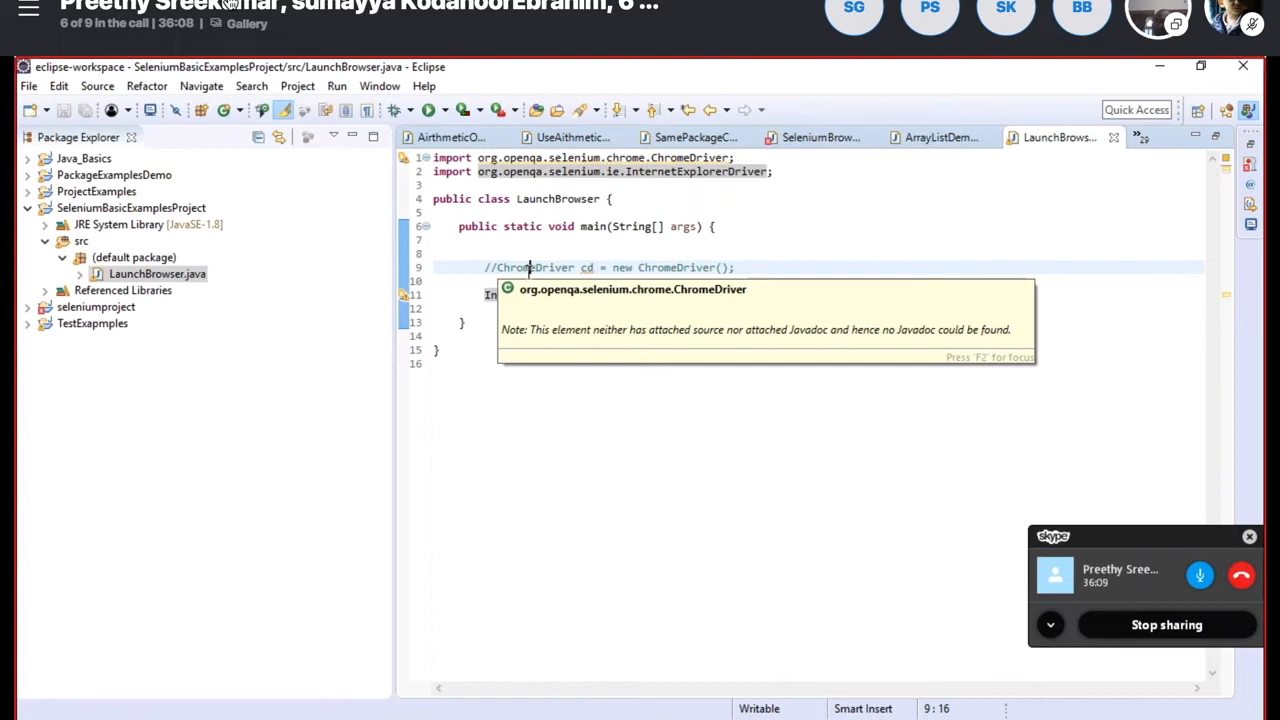 Preethy Sreekumar, sumayya KodahoorEbrahim, 6 ...
6 of 9 in the call | 36:08 | Gallery
SG PS SK BB
eclipse-workspace - SeleniumBasicExamplesProject/src/LaunchBrowser.java - Eclipse
File Edit Source Refactor Navigate Search Project Run Window Help
Quick Access
Package Explorer
AirthmeticO... UseAithmetic... SamePackageC... SeleniumBrow... ArrayListDem... LaunchBrows... »29
Java_Basics
PackageExamplesDemo
ProjectExamples
SeleniumBasicExamplesProject
JRE System Library [JavaSE-1.8]
src
(default package)
LaunchBrowser.java
Referenced Libraries
seleniumproject
TestExapmples
1 import org.openqa.selenium.chrome.ChromeDriver;
2 import org.openqa.selenium.ie.InternetExplorerDriver;
3
4 public class LaunchBrowser {
5
6 public static void main(String[] args) {
7
8
9 //ChromeDriver cd = new ChromeDriver();
10
11 In
12
13 }
14
15 }
16
org.openqa.selenium.chrome.ChromeDriver
Note: This element neither has attached source nor attached Javadoc and hence no Javadoc could be found.
Press 'F2' for focus
skype
Preethy Sree...
36:09
Stop sharing
Writable Smart Insert 9 : 16